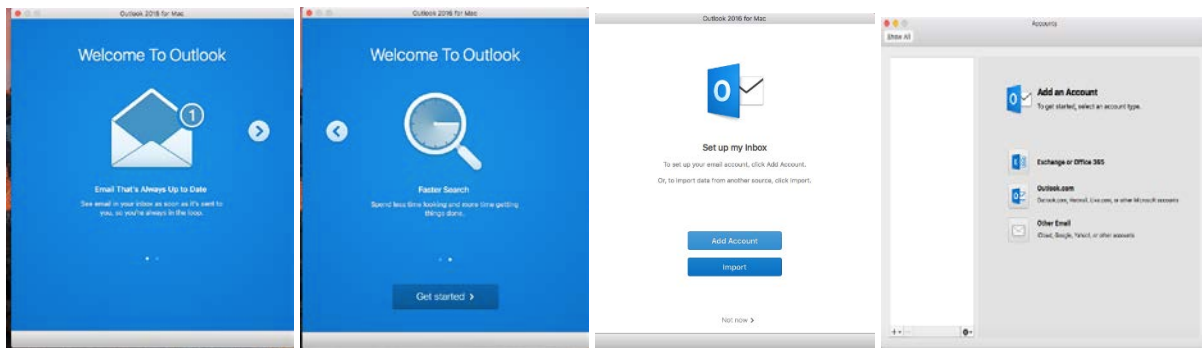 Outlook 2016 for Mac
Welcome To Outlook
1
Email That's Always Up to Date
See email in your inbox as soon as it's sent to
you, so you're always in the loop.
Outlook 2016 for Mac
Welcome To Outlook
Faster Search
Spend less time looking and more time getting
things done.
Get started >
Outlook 2016 for Mac
Set up my Inbox
To set up your email account, click Add Account.
Or, to import data from another source, click Import.
Add Account
Import
Not now >
Accounts
Show All
Add an Account
To get started, select an account type.
Exchange or Office 365
Outlook.com
Outlook.com, Hotmail, Live.com, or other Microsoft accounts
Other Email
iCloud, Google, Yahoo!, or other accounts